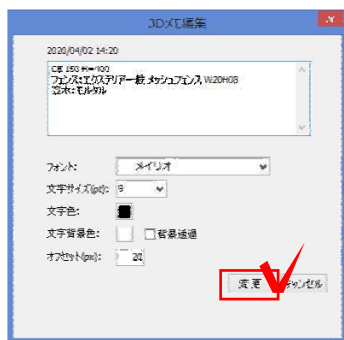 3Dメモ編集
x
2020/04/02 14:20
CB 150 H=400
フェンス:エクステリア一般 メッシュフェンス W20H08
笠木:モルタル
フォント: メイリオ
文字サイズ(pt): 9
文字色:
文字背景色: 背景透過
オフセット(px): 20
変更 キャンセル